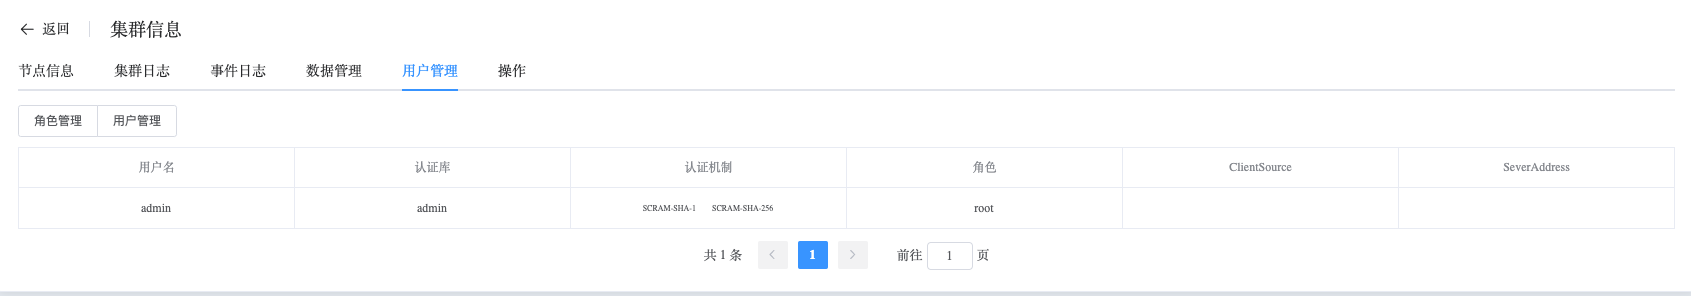 返回 集群信息
节点信息 集群日志 事件日志 数据管理 用户管理 操作
角色管理 用户管理
用户名 认证库 认证机制 角色 ClientSource SeverAddress
admin admin SCRAM-SHA-1 SCRAM-SHA-256 root
共 1 条 1 前往 1 页